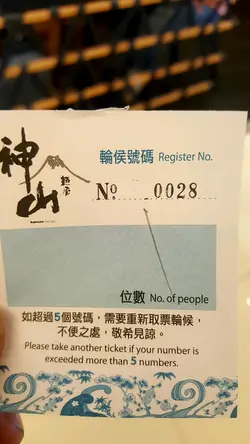 神山
輪侯號碼 Register No.
No. 0028
位數 No. of people
如超過5個號碼，需要重新取票輪候，
不便之處，敬希見諒。
Please take another ticket if your number is
exceeded more than 5 numbers.